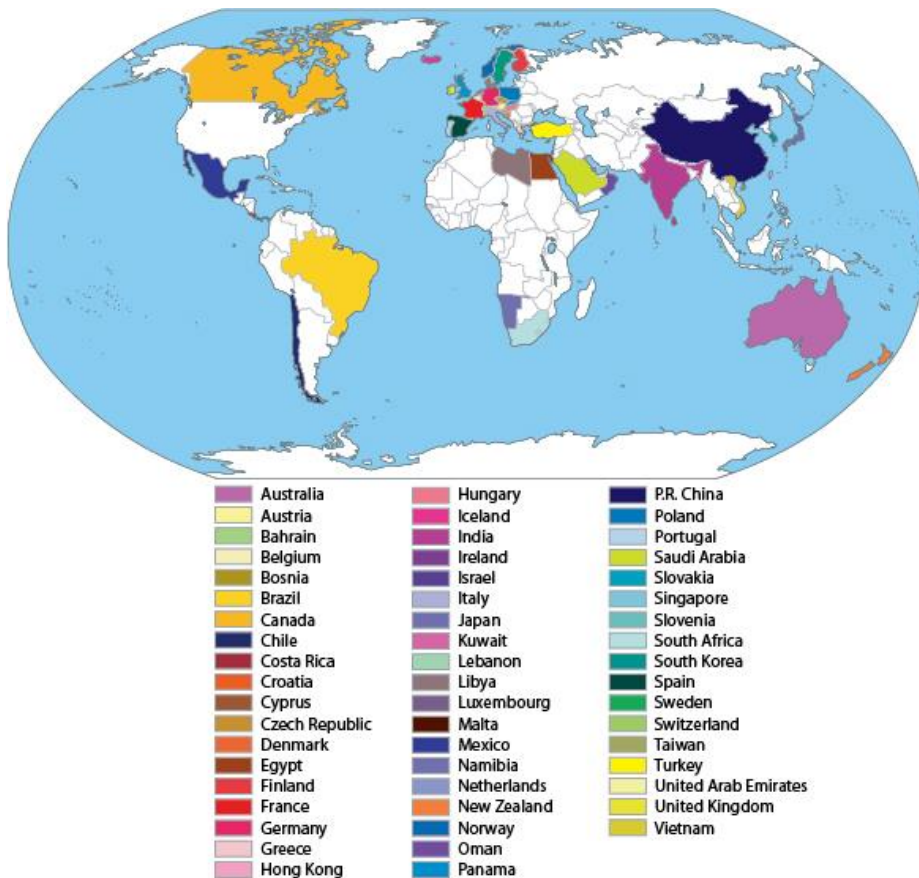 Australia
Austria
Bahrain
Belgium
Bosnia
Brazil
Canada
Chile
Costa Rica
Croatia
Cyprus
Czech Republic
Denmark
Egypt
Finland
France
Germany
Greece
Hong Kong
Hungary
Iceland
India
Ireland
Israel
Italy
Japan
Kuwait
Lebanon
Libya
Luxembourg
Malta
Mexico
Namibia
Netherlands
New Zealand
Norway
Oman
Panama
P.R. China
Poland
Portugal
Saudi Arabia
Slovakia
Singapore
Slovenia
South Africa
South Korea
Spain
Sweden
Switzerland
Taiwan
Turkey
United Arab Emirates
United Kingdom
Vietnam